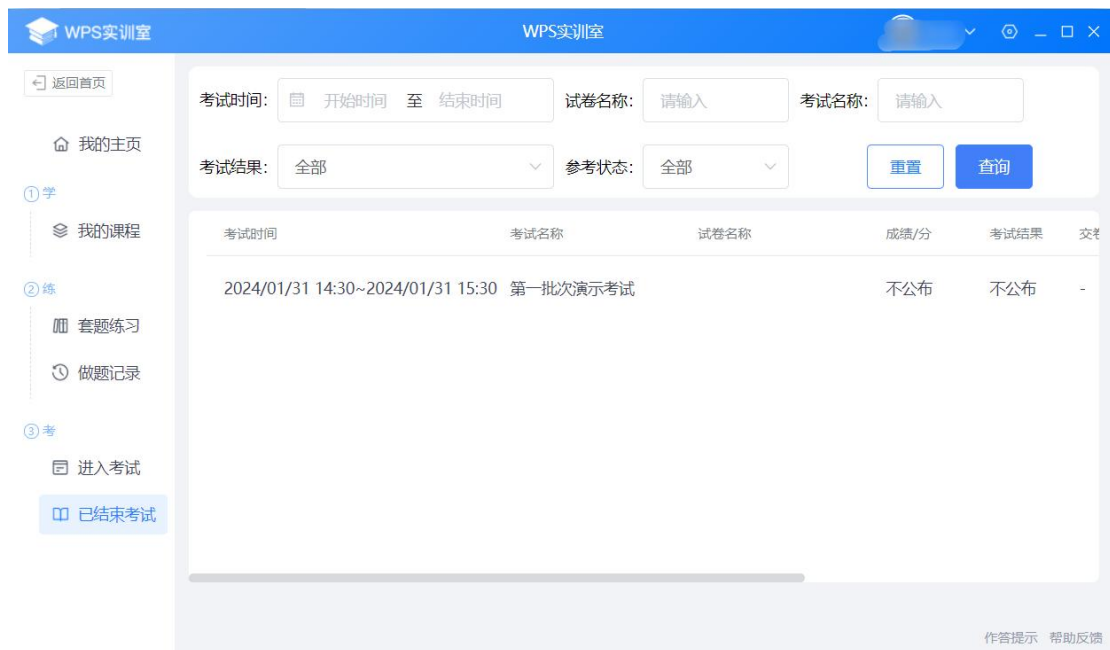 WPS实训室 WPS实训室
返回首页
我的主页
①学
我的课程
②练
套题练习
做题记录
③考
进入考试
已结束考试
考试时间: 开始时间 至 结束时间 试卷名称: 请输入 考试名称: 请输入
考试结果: 全部 参考状态: 全部 重置 查询
考试时间 考试名称 试卷名称 成绩/分 考试结果 交卷
2024/01/31 14:30~2024/01/31 15:30 第一批次演示考试 不公布 不公布 -
作答提示 帮助反馈